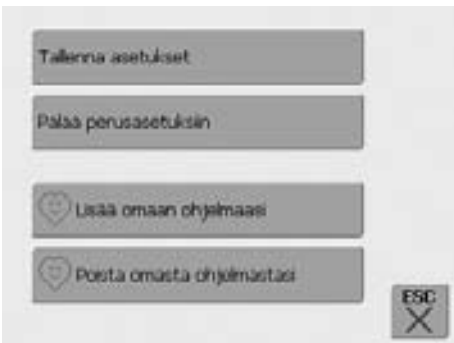 Tallenna asetukset
Palaa perusasetuksiin
Lisää omaan ohjelmaasi
Poista omasta ohjelmastasi
ESC